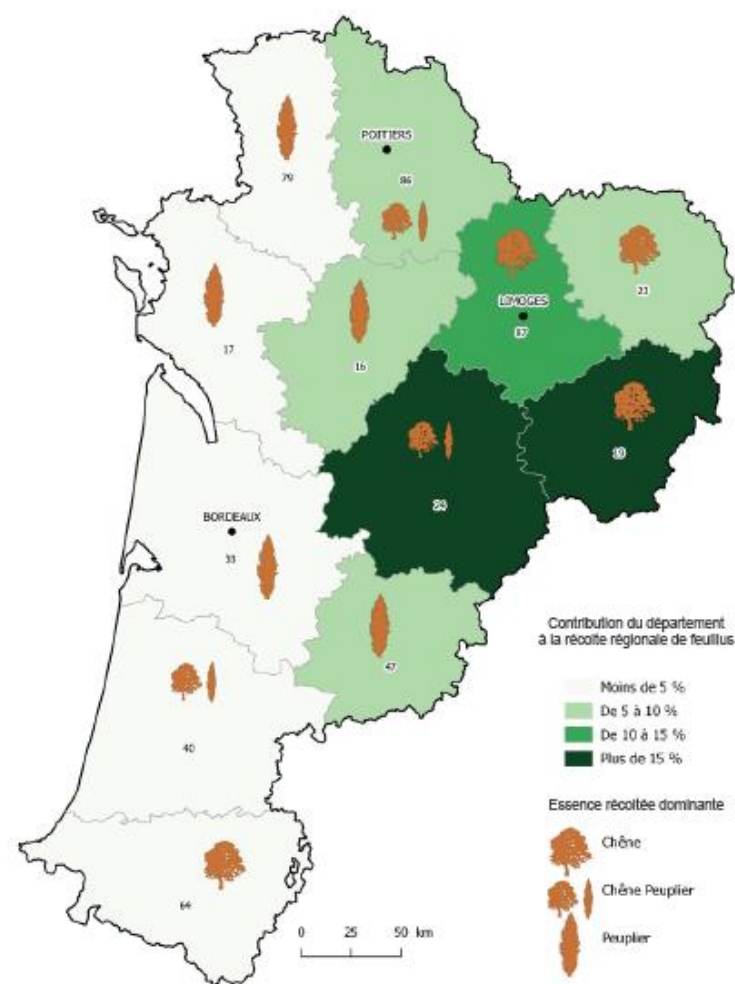 POITIERS
79
86
LIMOGES
23
87
17
16
19
24
BORDEAUX
33
47
40
64
Contribution du département
à la récolte régionale de feuillus
Moins de 5 %
De 5 à 10 %
De 10 à 15 %
Plus de 15 %
Essence récoltée dominante
Chêne
Chêne Peuplier
Peuplier
0 25 50 km